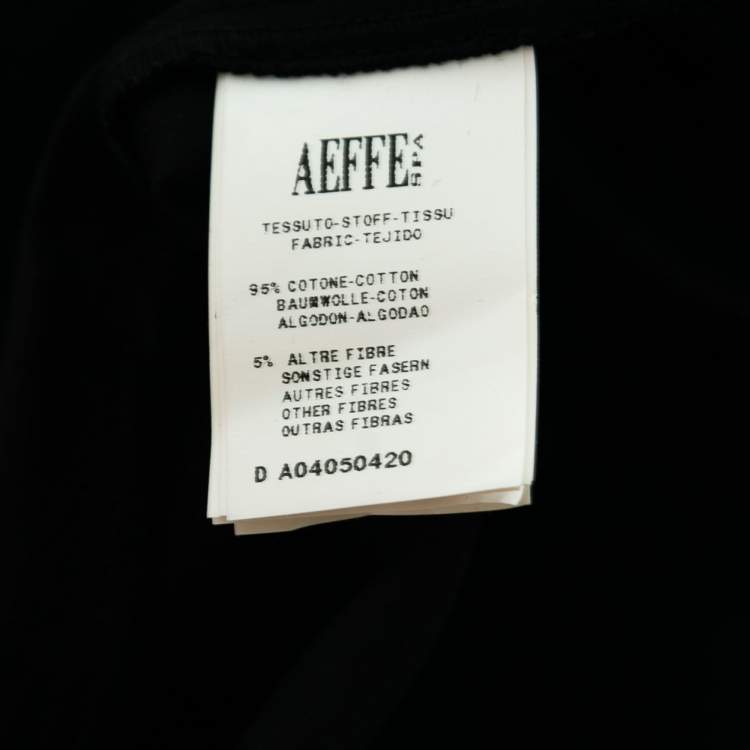 AEFFE SPA
TESSUTO-STOFF-TISSU
FABRIC-TEJIDO
95% COTONE-COTTON
BAUMWOLLE-COTON
ALGODON-ALGODAO
5% ALTRE FIBRE
SONSTIGE FASERN
AUTRES FIBRES
OTHER FIBRES
OUTRAS FIBRAS
D A04050420